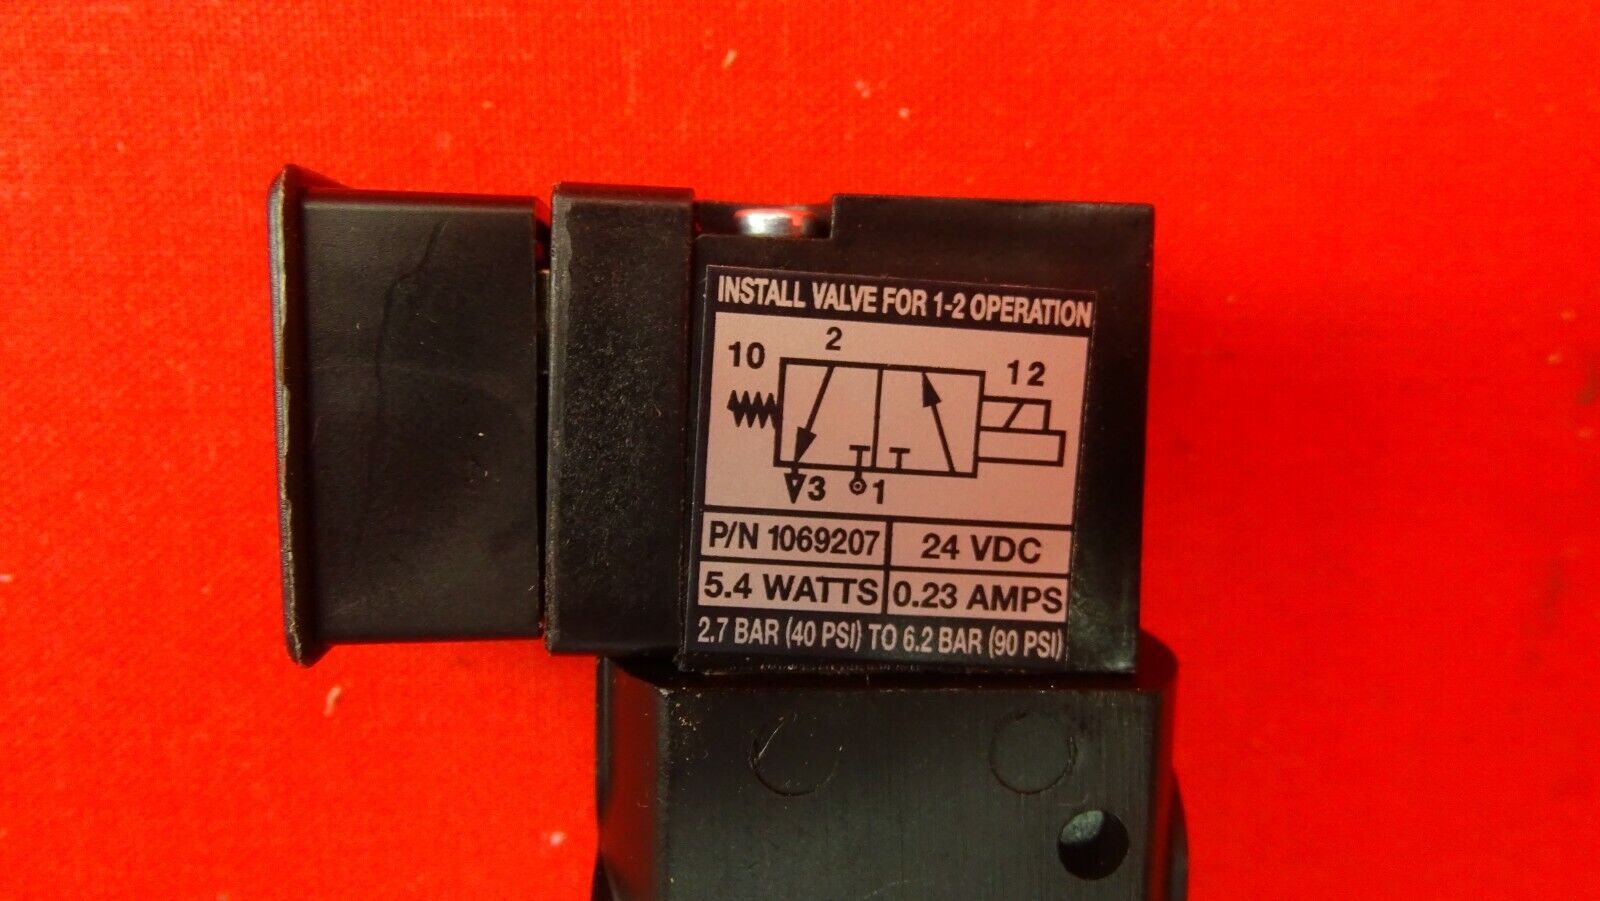 INSTALL VALVE FOR 1-2 OPERATION
2
10
12
3
1
P/N 1069207
24 VDC
5.4 WATTS
0.23 AMPS
2.7 BAR (40 PSI) TO 6.2 BAR (90 PSI)